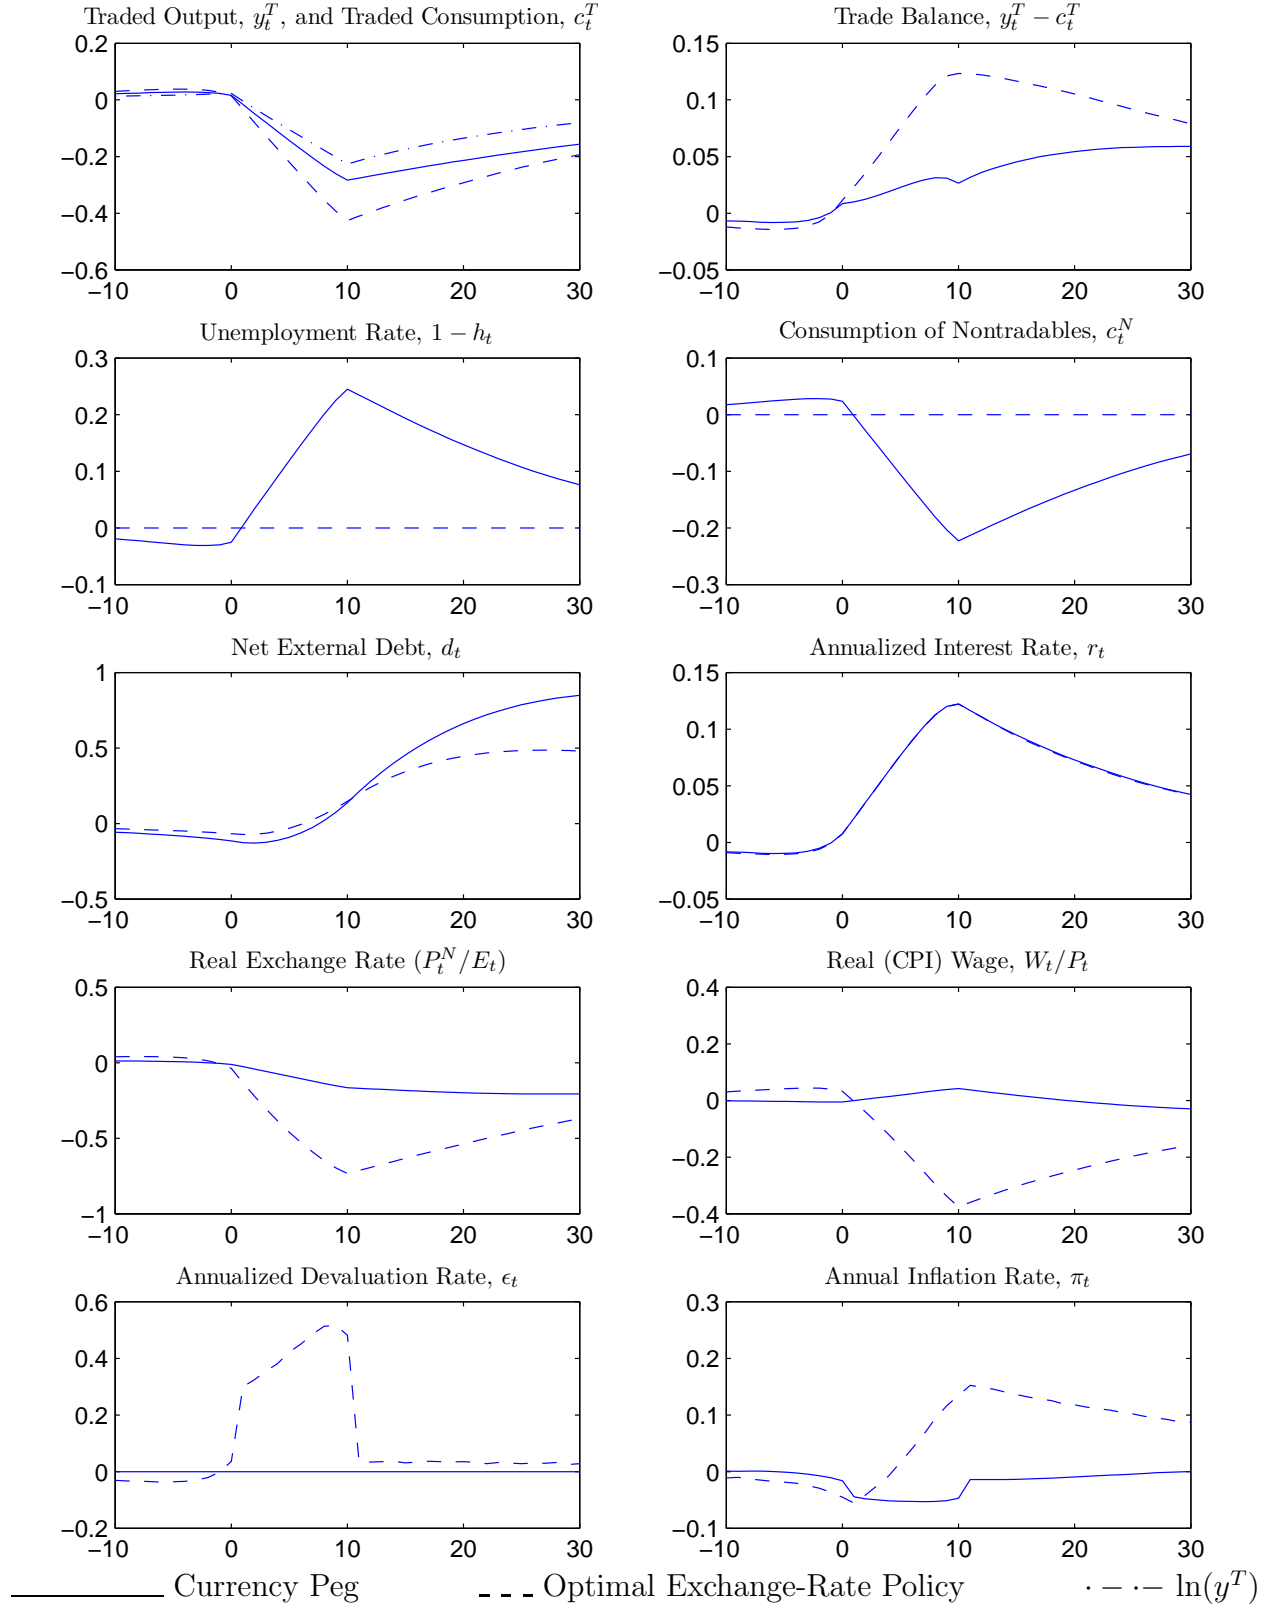 Traded Output, y_t^T, and Traded Consumption, c_t^T
0.2
0
−0.2
−0.4
−0.6
−10 0 10 20 30
Trade Balance, y_t^T − c_t^T
0.15
0.1
0.05
0
−0.05
−10 0 10 20 30
Unemployment Rate, 1 − h_t
0.3
0.2
0.1
0
−0.1
−10 0 10 20 30
Consumption of Nontradables, c_t^N
0.1
0
−0.1
−0.2
−0.3
−10 0 10 20 30
Net External Debt, d_t
1
0.5
0
−0.5
−10 0 10 20 30
Annualized Interest Rate, r_t
0.15
0.1
0.05
0
−0.05
−10 0 10 20 30
Real Exchange Rate (P_t^N/E_t)
0.5
0
−0.5
−1
−10 0 10 20 30
Real (CPI) Wage, W_t/P_t
0.4
0.2
0
−0.2
−0.4
−10 0 10 20 30
Annualized Devaluation Rate, ϵ_t
0.6
0.4
0.2
0
−0.2
−10 0 10 20 30
Annual Inflation Rate, π_t
0.3
0.2
0.1
0
−0.1
−10 0 10 20 30
Currency Peg
Optimal Exchange-Rate Policy
ln(y^T)